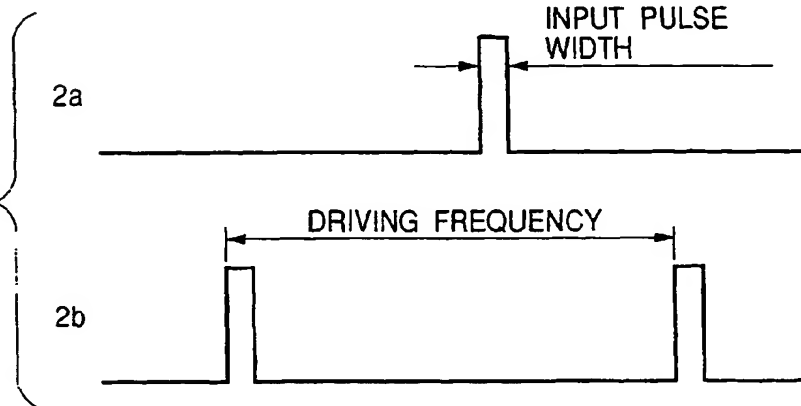 INPUT PULSE
WIDTH
2a
DRIVING FREQUENCY
2b